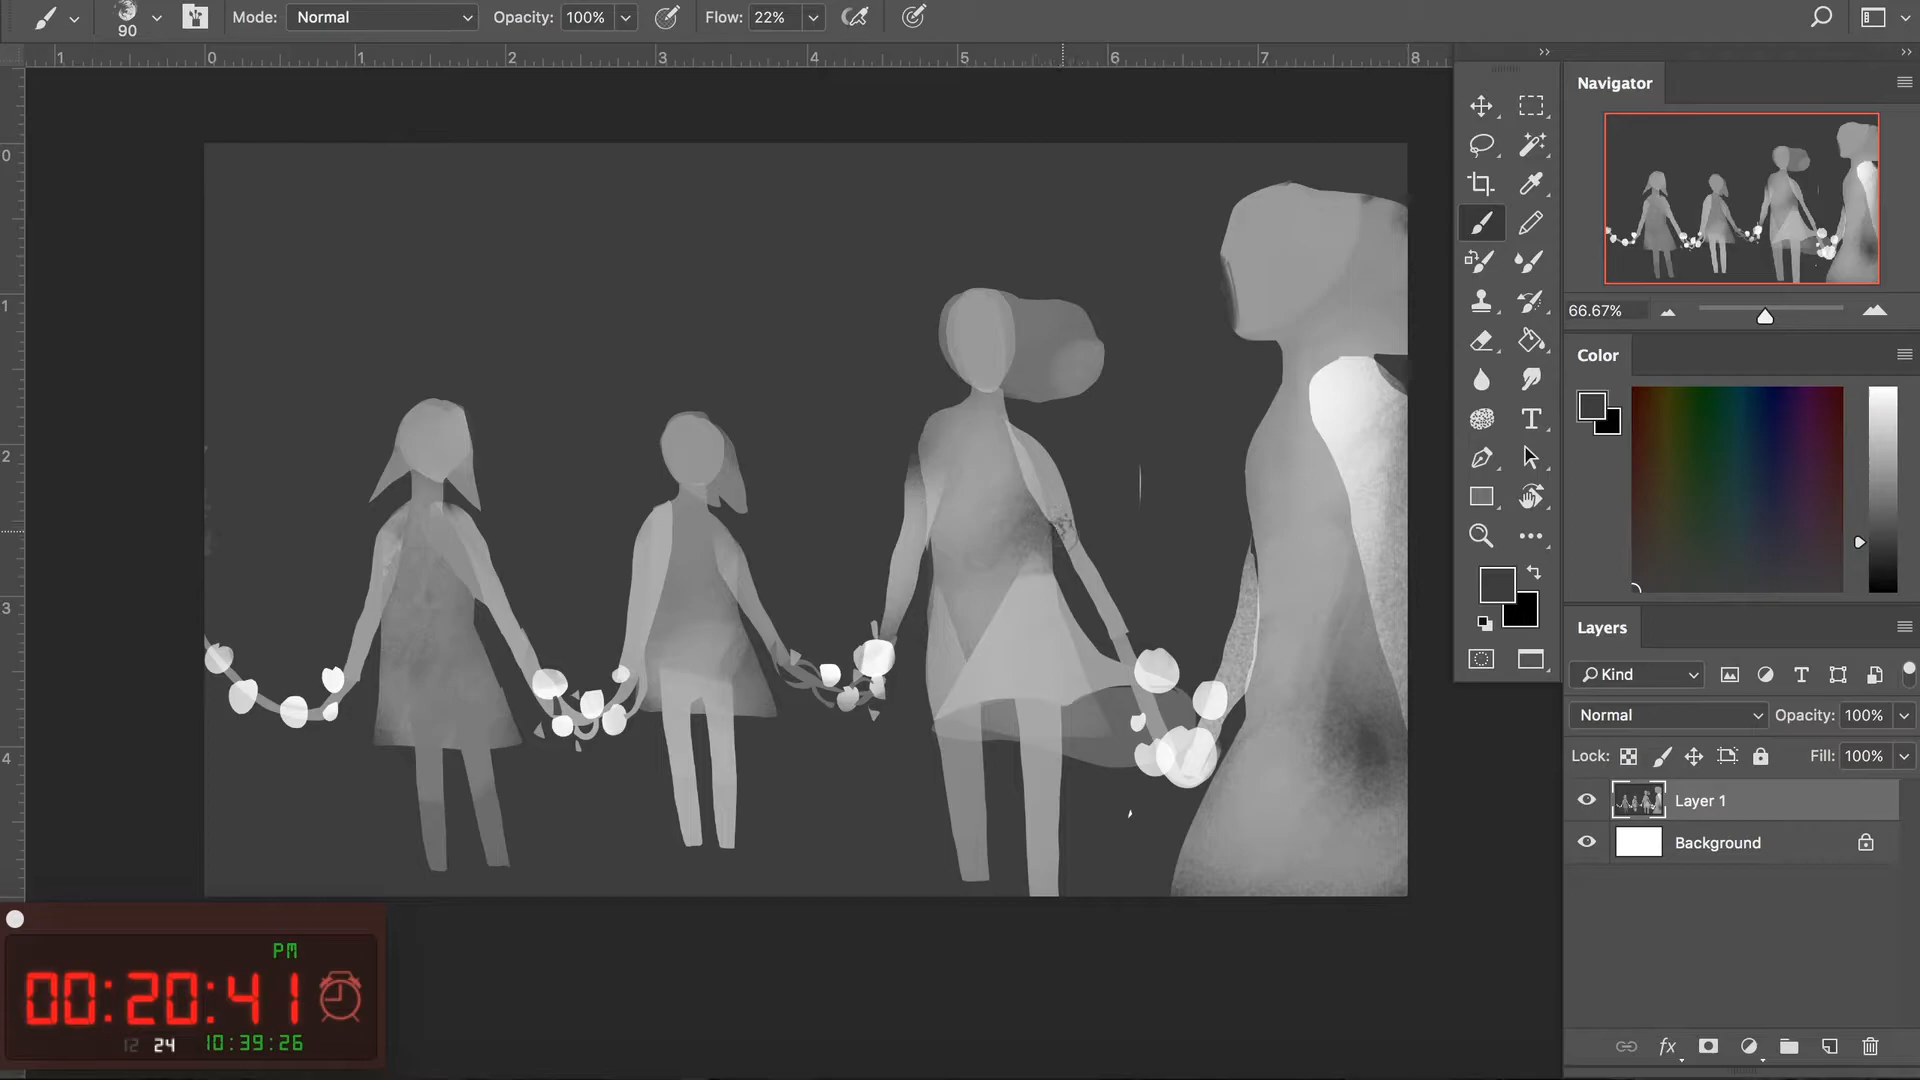 90
Mode: Normal Opacity: 100% Flow: 22%
1 0 1 2 3 4 5 6 7 8
0
1
2
3
4
Navigator
66.67%
Color
Layers
Kind
Normal Opacity: 100%
Lock: Fill: 100%
Layer 1
Background
fx
PM
00:20:41
12 24 10:39:26